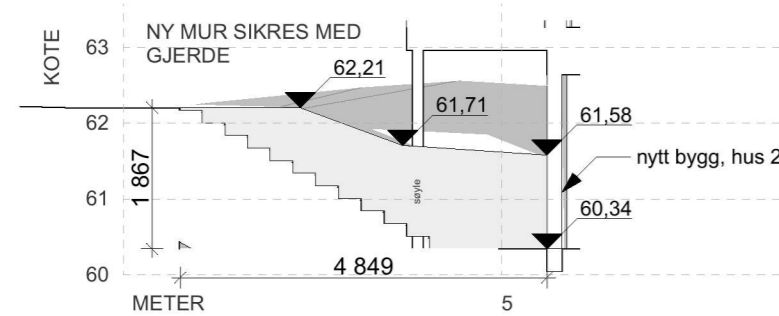 KOTE
63
NY MUR SIKRES MED
GJERDE
62,21
61,71
61,58
62
1 867
søyle
nytt bygg, hus 2
61
60,34
60
4 849
METER
5